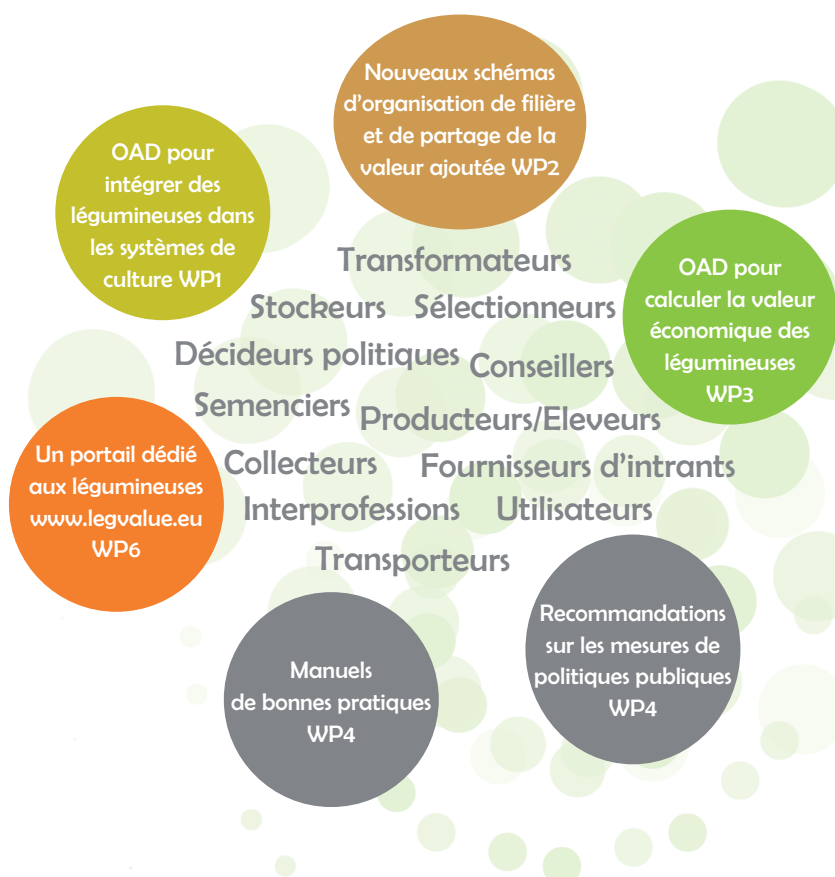 Nouveaux schémas
d'organisation de filière
et de partage de la
valeur ajoutée WP2
OAD pour
intégrer des
légumineuses dans
les systèmes de
culture WP1
OAD pour
calculer la valeur
économique des
légumineuses
WP3
Transformateurs
Stockeurs Sélectionneurs
Décideurs politiques Conseillers
Semenciers Producteurs/Eleveurs
Collecteurs Fournisseurs d'intrants
Interprofessions Utilisateurs
Transporteurs
Un portail dédié
aux légumineuses
www.legvalue.eu
WP6
Manuels
de bonnes pratiques
WP4
Recommandations
sur les mesures de
politiques publiques
WP4